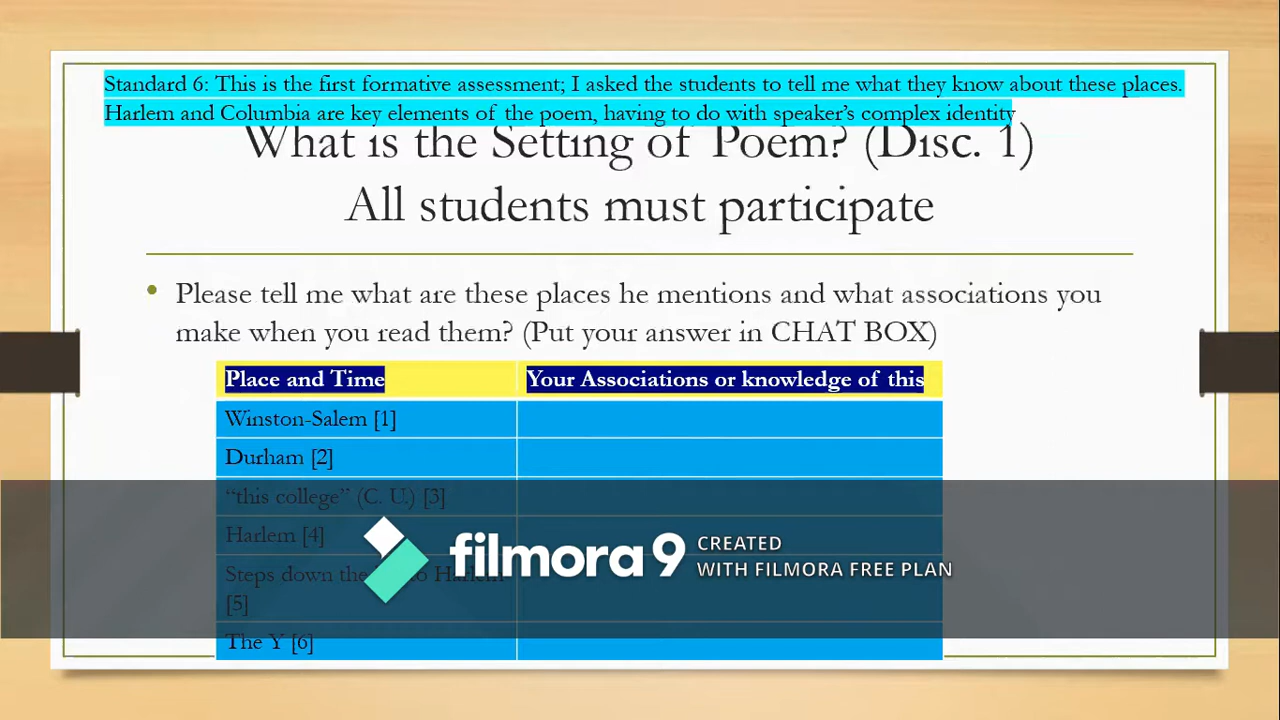 Standard 6: This is the first formative assessment; I asked the students to tell me what they know about these places.
Harlem and Columbia are key elements of the poem, having to do with speaker's complex identity
What is the Setting of Poem? (Disc. 1)
All students must participate
• Please tell me what are these places he mentions and what associations you
make when you read them? (Put your answer in CHAT BOX)
Place and Time Your Associations or knowledge of this
Winston-Salem [1]
Durham [2]
“this college” (C. U.) [3]
Harlem [4]
Steps down the to Harlem
[5]
The Y [6]
filmora 9 CREATED
WITH FILMORA FREE PLAN